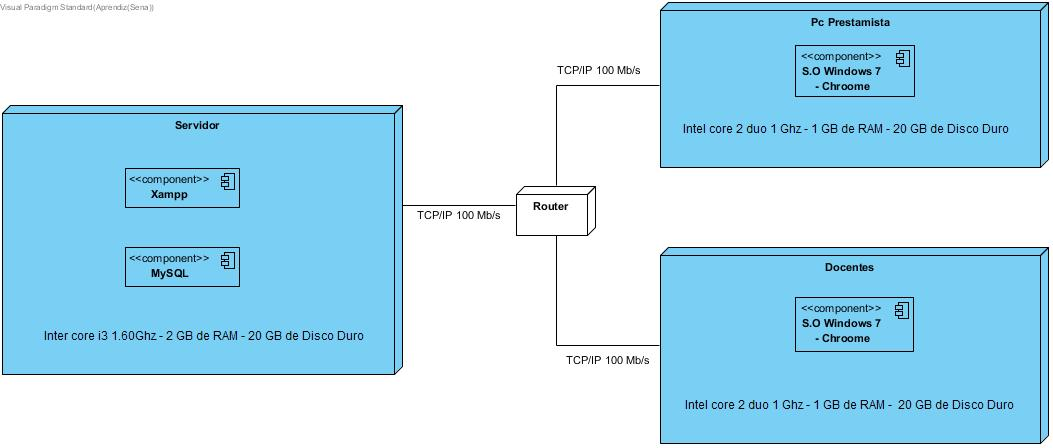 Visual Paradigm Standard(Aprendiz(Sena))
Servidor
<<component>>
Xampp
<<component>>
MySQL
Inter core i3 1.60Ghz - 2 GB de RAM - 20 GB de Disco Duro
TCP/IP 100 Mb/s
Router
TCP/IP 100 Mb/s
Pc Prestamista
<<component>>
S.O Windows 7
- Chroome
Intel core 2 duo 1 Ghz - 1 GB de RAM - 20 GB de Disco Duro
TCP/IP 100 Mb/s
Docentes
<<component>>
S.O Windows 7
- Chroome
Intel core 2 duo 1 Ghz - 1 GB de RAM - 20 GB de Disco Duro